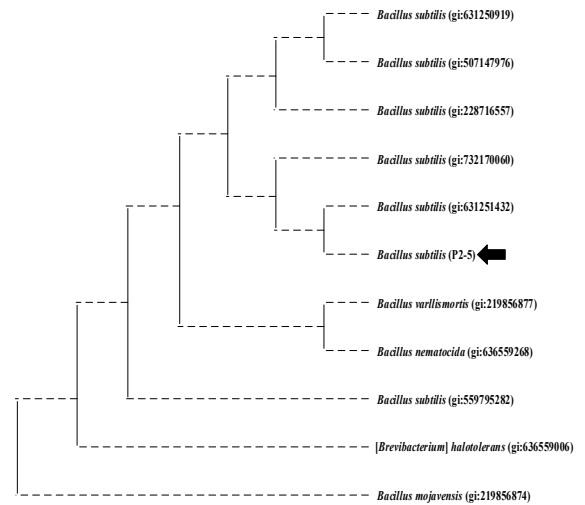 Bacillus subtilis (gi:631250919)
Bacillus subtilis (gi:507147976)
Bacillus subtilis (gi:228716557)
Bacillus subtilis (gi:732170060)
Bacillus subtilis (gi:631251432)
Bacillus subtilis (P2-5)
Bacillus varllismortis (gi:219856877)
Bacillus nematocida (gi:636559268)
Bacillus subtilis (gi:559795282)
[Brevibacterium] halotolerans (gi:636559006)
Bacillus mojavensis (gi:219856874)